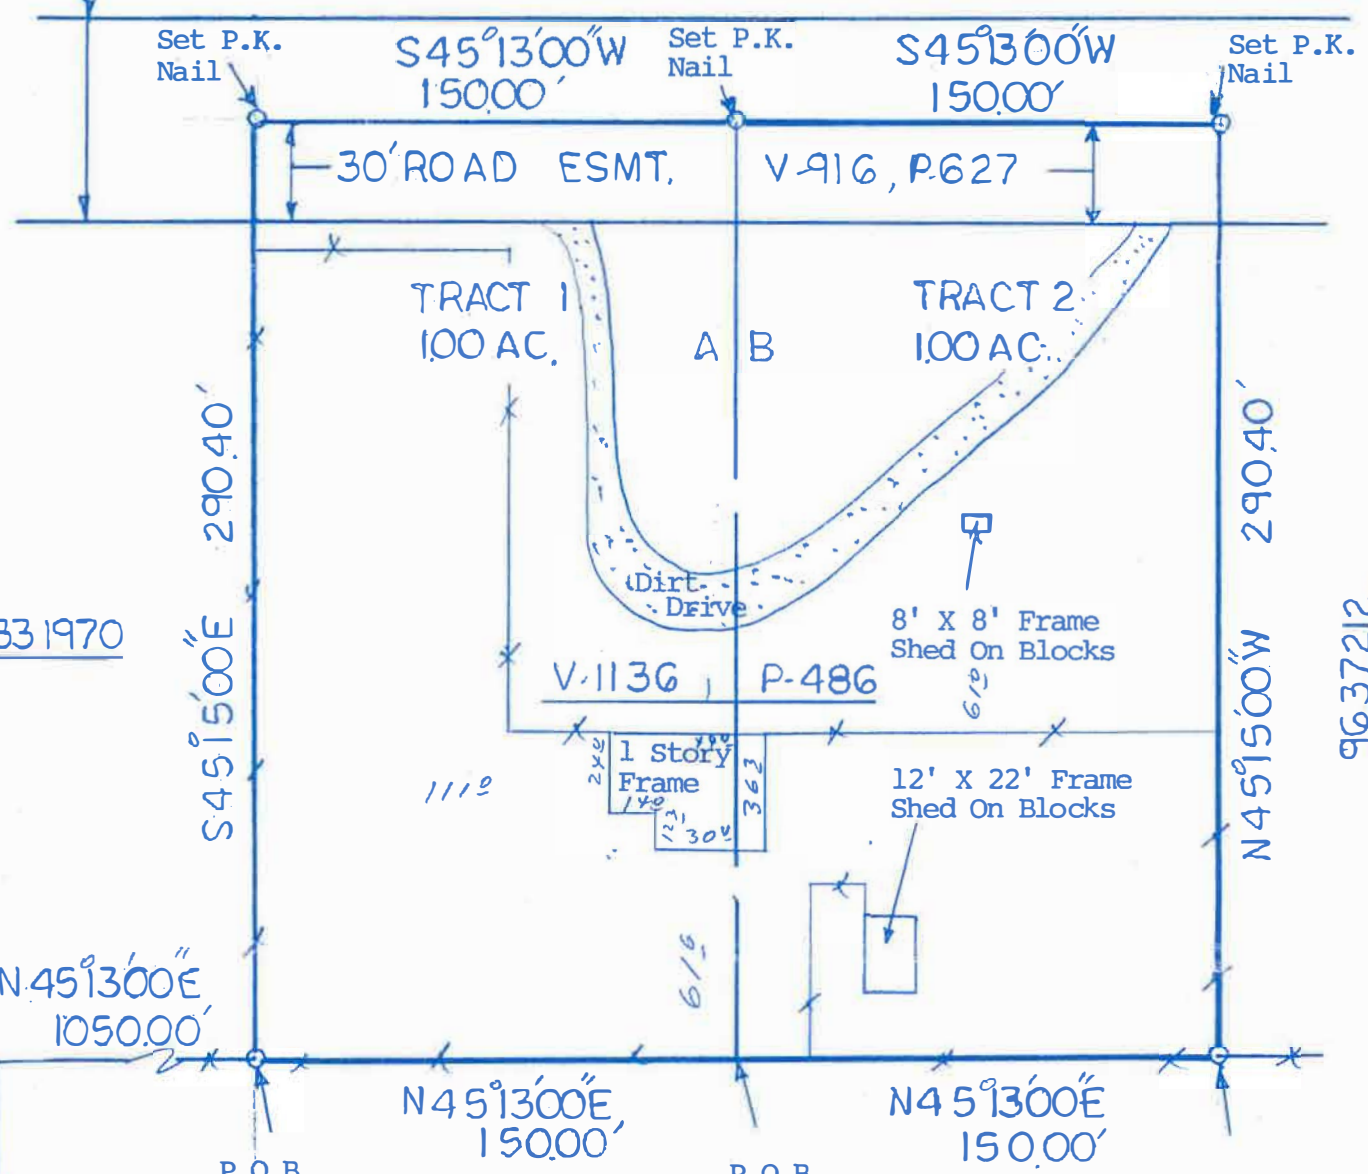 Set P.K.
Nail
S45°13'00"W
150.00'
Set P.K.
Nail
S45°13'00"W
150.00'
Set P.K.
Nail
30' ROAD ESMT.
V-916, P-627
TRACT 1
1.00 AC.
A
B
TRACT 2
1.00 AC.
290.40'
S45°15'00"E
290.40'
N45°15'00"W
331970
9637212
Dirt
Drive
8' X 8' Frame
Shed On Blocks
V-1136, P-486
1 Story
Frame
12' X 22' Frame
Shed On Blocks
N45°13'00"E
1050.00'
N45°13'00"E
150.00'
N45°13'00"E
150.00'
P.O.B.
P.O.B.